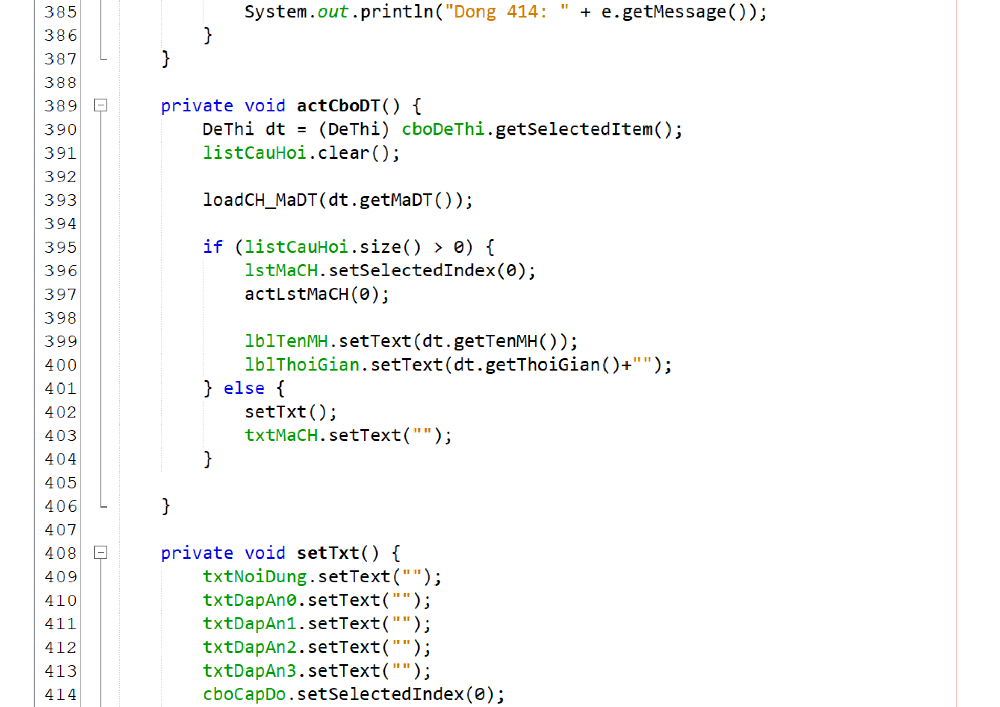 385 System.out.println("Dong 414: " + e.getMessage());
386 }
387 }
388
389 private void actCboDT() {
390 DeThi dt = (DeThi) cboDeThi.getSelectedItem();
391 listCauHoi.clear();
392
393 loadCH_MaDT(dt.getMaDT());
394
395 if (listCauHoi.size() > 0) {
396 lstMaCH.setSelectedIndex(0);
397 actLstMaCH(0);
398
399 lblTenMH.setText(dt.getTenMH());
400 lblThoiGian.setText(dt.getThoiGian()+"");
401 } else {
402 setTxt();
403 txtMaCH.setText("");
404 }
405
406 }
407
408 private void setTxt() {
409 txtNoiDung.setText("");
410 txtDapAn0.setText("");
411 txtDapAn1.setText("");
412 txtDapAn2.setText("");
413 txtDapAn3.setText("");
414 cboCapDo.setSelectedIndex(0);